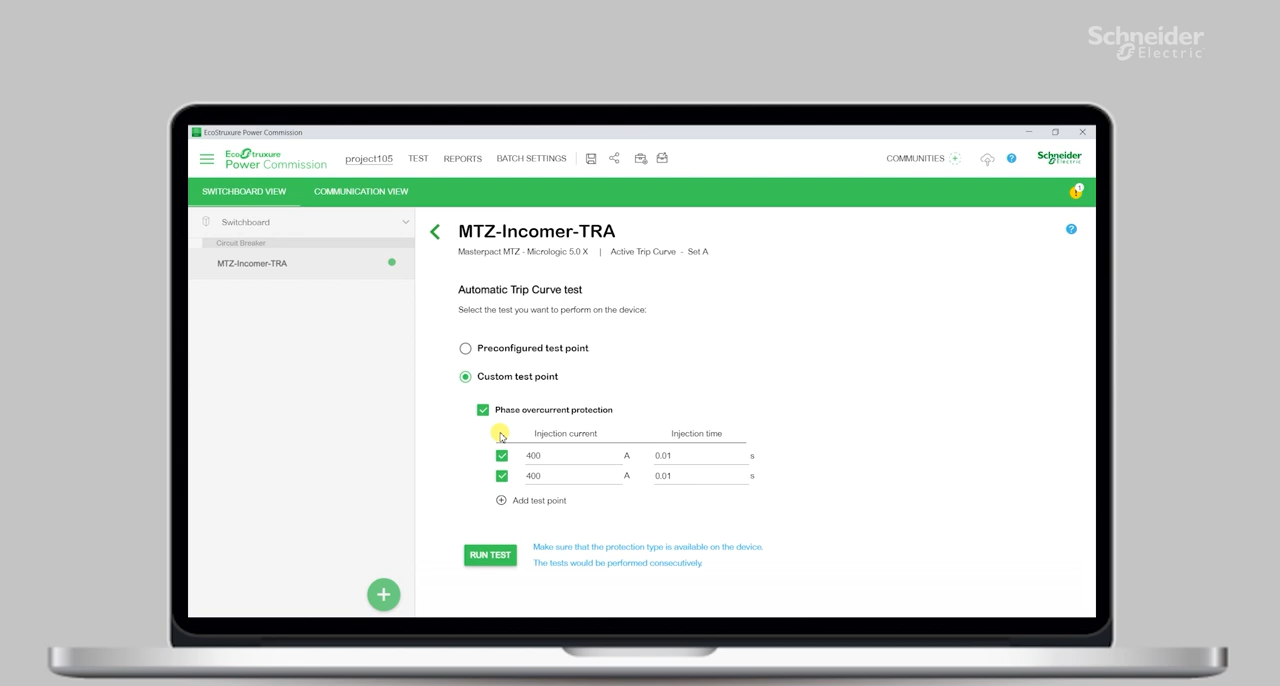 Schneider
Electric
EcoStruxure Power Commission
EcoStruxure
Power Commission
project105
TEST
REPORTS
BATCH SETTINGS
COMMUNITIES
?
Schneider
Electric
SWITCHBOARD VIEW
COMMUNICATION VIEW
1
Switchboard
Circuit Breaker
MTZ-Incomer-TRA
MTZ-Incomer-TRA
?
Masterpact MTZ - Micrologic 5.0 X | Active Trip Curve - Set A
Automatic Trip Curve test
Select the test you want to perform on the device:
Preconfigured test point
Custom test point
Phase overcurrent protection
Injection current Injection time
400 A 0.01 s
400 A 0.01 s
Add test point
RUN TEST
Make sure that the protection type is available on the device.
The tests would be performed consecutively.